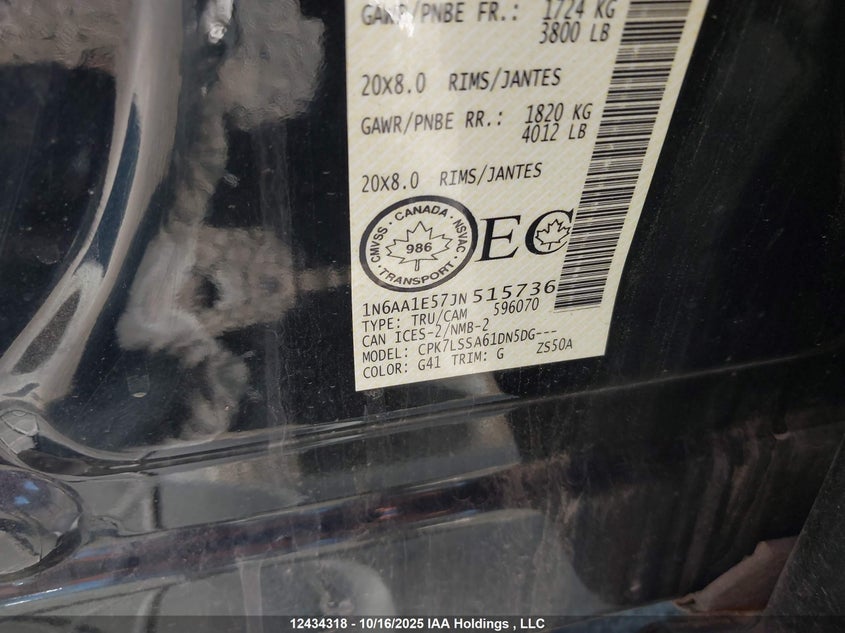 GAWR/PNBE FR.: 1724 KG
3800 LB
20X8.0 RIMS/JANTES
GAWR/PNBE RR.: 1820 KG
4012 LB
20X8.0 RIMS/JANTES
CMVSS · CANADA · NSVAC · TRANSPORT ·
986
EC
1N6AA1E57JN515736
TYPE: TRU/CAM 596070
CAN ICES-2/NMB-2
MODEL: CPK7LSSA61DN5DG---
COLOR: G41 TRIM: G ZS50A
12434318 - 10/16/2025 IAA Holdings , LLC